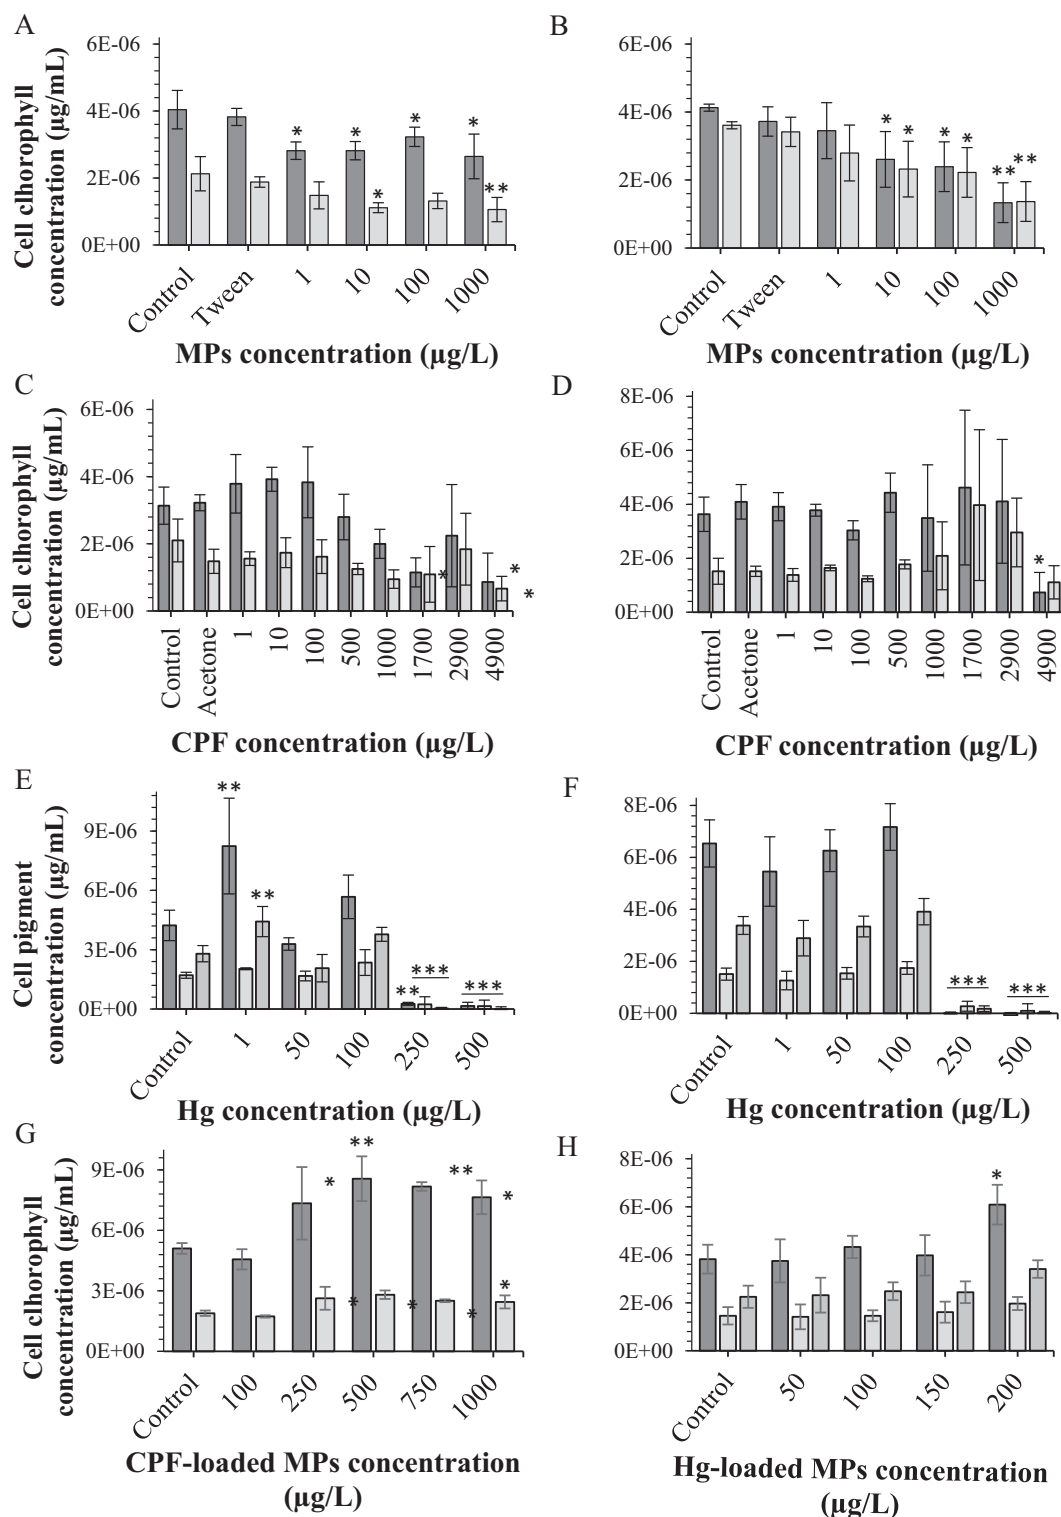 A
Cell clhorophyll
concentration (µg/mL)
6E-06
4E-06
2E-06
0E+00
* * * *
* **
Control Tween 1 10 100 1000
MPs concentration (µg/L)
B
6E-06
4E-06
2E-06
0E+00
* * * * ** **
Control Tween 1 10 100 1000
MPs concentration (µg/L)
C
Cell clhorophyll
concentration (µg/mL)
6E-06
4E-06
2E-06
0E+00
* * *
Control Acetone 1 10 100 500 1000 1700 2900 4900
CPF concentration (µg/L)
D
8E-06
6E-06
4E-06
2E-06
0E+00
*
Control Acetone 1 10 100 500 1000 1700 2900 4900
CPF concentration (µg/L)
E
Cell pigment
concentration (µg/mL)
9E-06
6E-06
3E-06
0E+00
** ** ** *** ***
Control 1 50 100 250 500
Hg concentration (µg/L)
F
8E-06
6E-06
4E-06
2E-06
0E+00
*** ***
Control 1 50 100 250 500
Hg concentration (µg/L)
G
Cell clhorophyll
concentration (µg/mL)
9E-06
6E-06
3E-06
0E+00
* ** ** *
* * * *
Control 100 250 500 750 1000
CPF-loaded MPs concentration
(µg/L)
H
8E-06
6E-06
4E-06
2E-06
0E+00
*
Control 50 100 150 200
Hg-loaded MPs concentration
(µg/L)